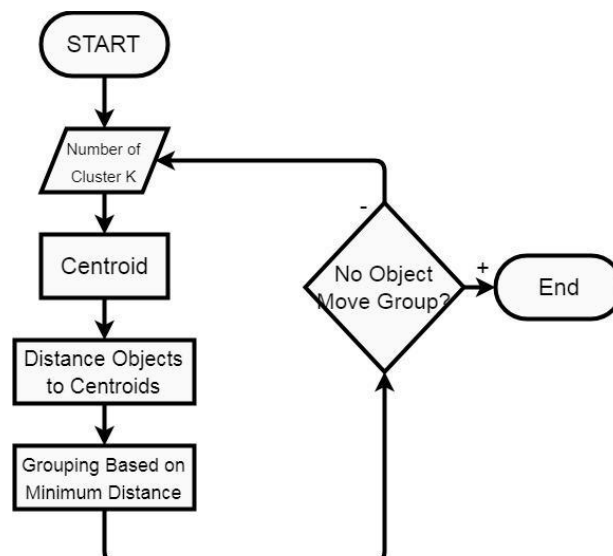 START
Number of
Cluster K
Centroid
Distance Objects
to Centroids
Grouping Based on
Minimum Distance
-
No Object
Move Group?
+
End